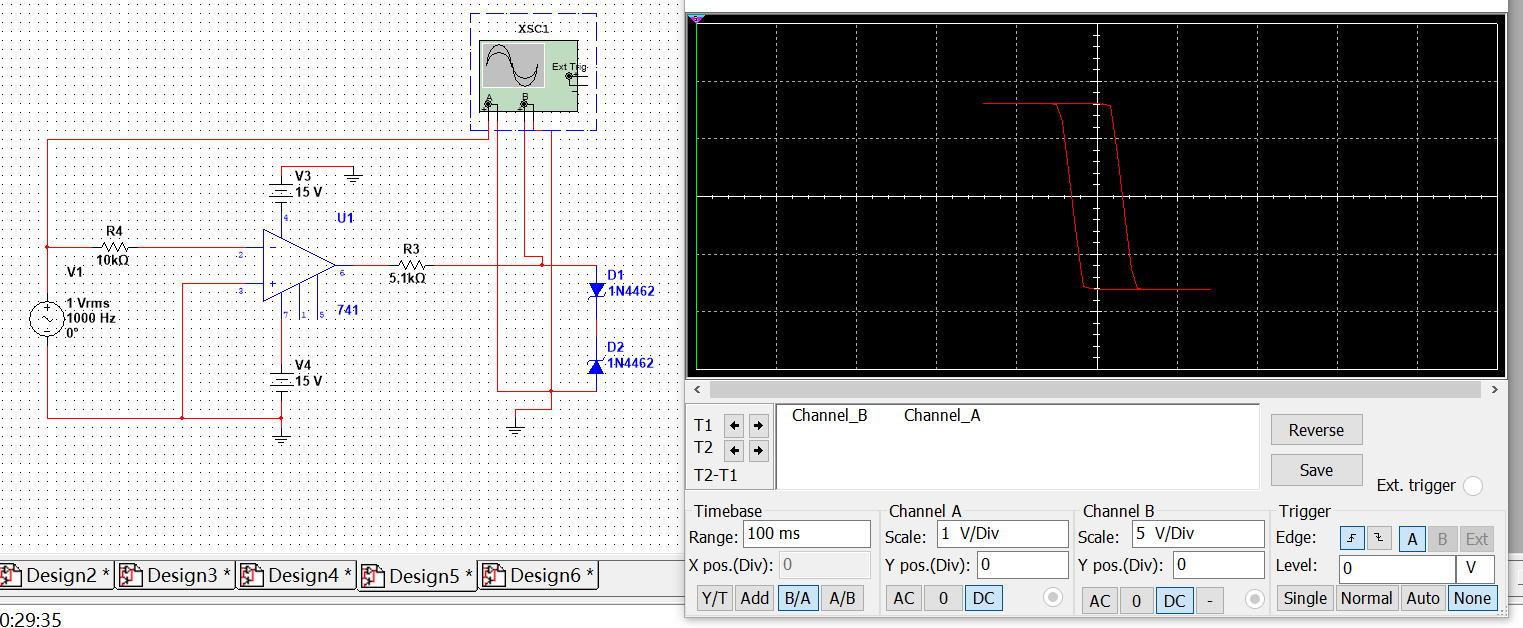 XSC1
Ext Trig
A
B
V3
15 V
4
U1
R4
10kΩ
2
3
6
R3
5.1kΩ
V1
1 Vrms
1000 Hz
0°
741
7 1 5
D1
1N4462
D2
1N4462
V4
15 V
Design2 * Design3 * Design4 * Design5 * Design6 *
0:29:35
T1
T2
T2-T1
Channel_B Channel_A
Reverse
Save
Ext. trigger
Timebase
Range: 100 ms
X pos.(Div): 0
Y/T Add B/A A/B
Channel A
Scale: 1 V/Div
Y pos.(Div): 0
AC 0 DC
Channel B
Scale: 5 V/Div
Y pos.(Div): 0
AC 0 DC -
Trigger
Edge: A B Ext
Level: 0 V
Single Normal Auto None